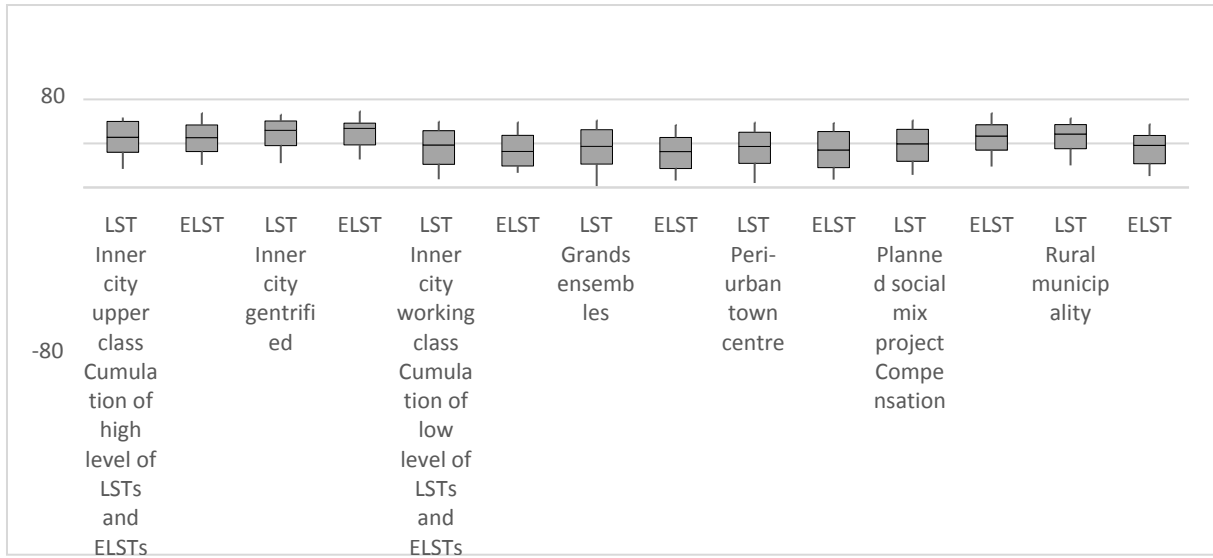 80
-80
LST
ELST
LST
ELST
LST
ELST
LST
ELST
LST
ELST
LST
ELST
LST
ELST
Inner
city
upper
class
Cumula
tion of
high
level of
LSTs
and
ELSTs
Inner
city
gentrifi
ed
Inner
city
working
class
Cumula
tion of
low
level of
LSTs
and
ELSTs
Grands
ensemb
les
Peri-
urban
town
centre
Planne
d social
mix
project
Compe
nsation
Rural
municip
ality